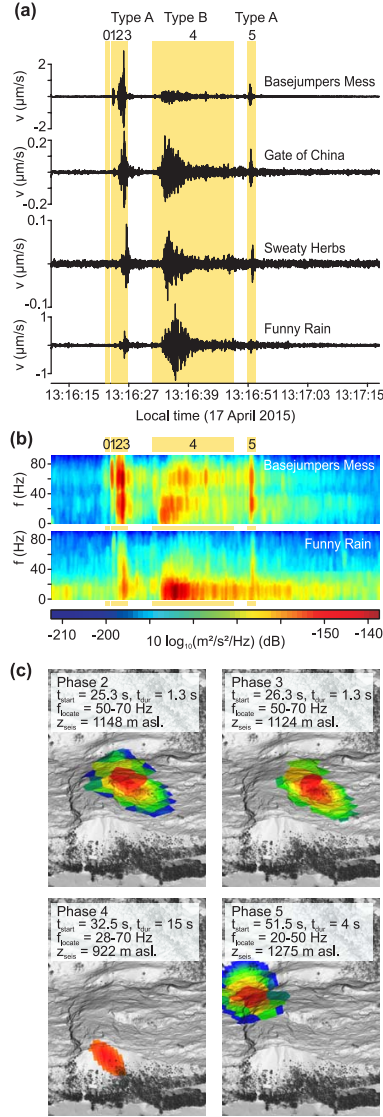 (a)
Type A Type B Type A
0123 4 5
Basejumpers Mess
v (µm/s)
2
0
2
Gate of China
v (µm/s)
0.2
0
-0.2
Sweaty Herbs
v (µm/s)
0.1
0
-0.1
Funny Rain
v (µm/s)
1
0
-1
13:16:15 13:16:27 13:16:39 13:16:51 13:17:03 13:17:15
Local time (17 April 2015)
(b)
0123 4 5
Basejumpers Mess
f (Hz)
80
40
0
Funny Rain
f (Hz)
80
40
0
-210 -200 -170 -150 -140
10 log10(m²/s²/Hz) (dB)
(c)
Phase 2
tstart = 25.3 s, tdur = 1.3 s
flocate = 50-70 Hz
zseis = 1148 m asl.
Phase 3
tstart = 26.3 s, tdur = 1.3 s
flocate = 50-70 Hz
zseis = 1124 m asl.
Phase 4
tstart = 32.5 s, tdur = 15 s
flocate = 28-70 Hz
zseis = 922 m asl.
Phase 5
tstart = 51.5 s, tdur = 4 s
flocate = 20-50 Hz
zseis = 1275 m asl.